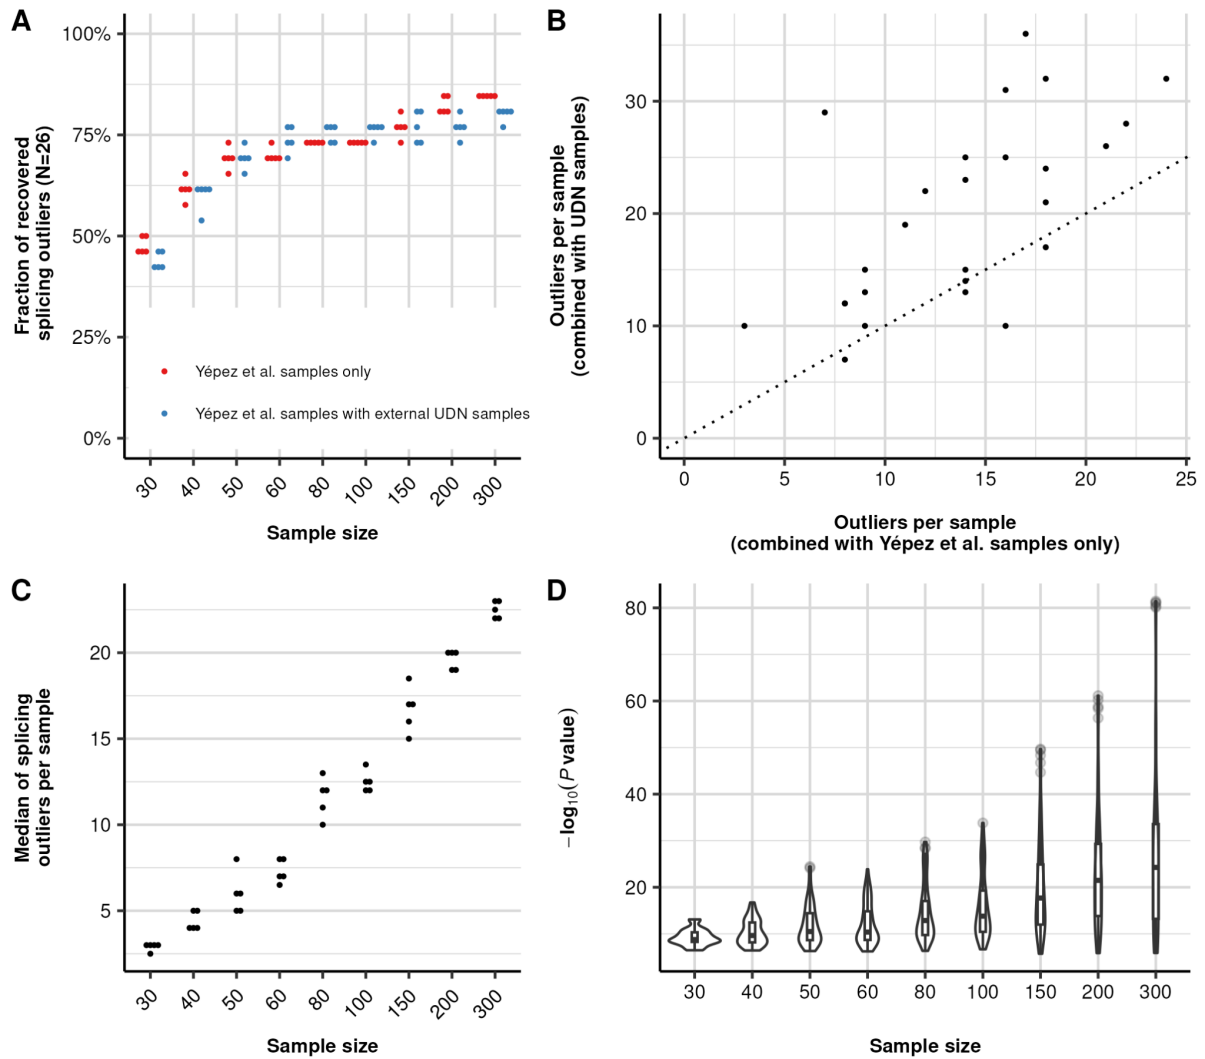 A
Fraction of recovered
splicing outliers (N=26)
100%
75%
50%
25%
0%
Yépez et al. samples only
Yépez et al. samples with external UDN samples
30 40 50 60 80 100 150 200 300
Sample size
B
Outliers per sample
(combined with UDN samples)
30
20
10
0
0 5 10 15 20 25
Outliers per sample
(combined with Yépez et al. samples only)
C
Median of splicing
outliers per sample
20
15
10
5
30 40 50 60 80 100 150 200 300
Sample size
D
−log10(P value)
80
60
40
20
30 40 50 60 80 100 150 200 300
Sample size